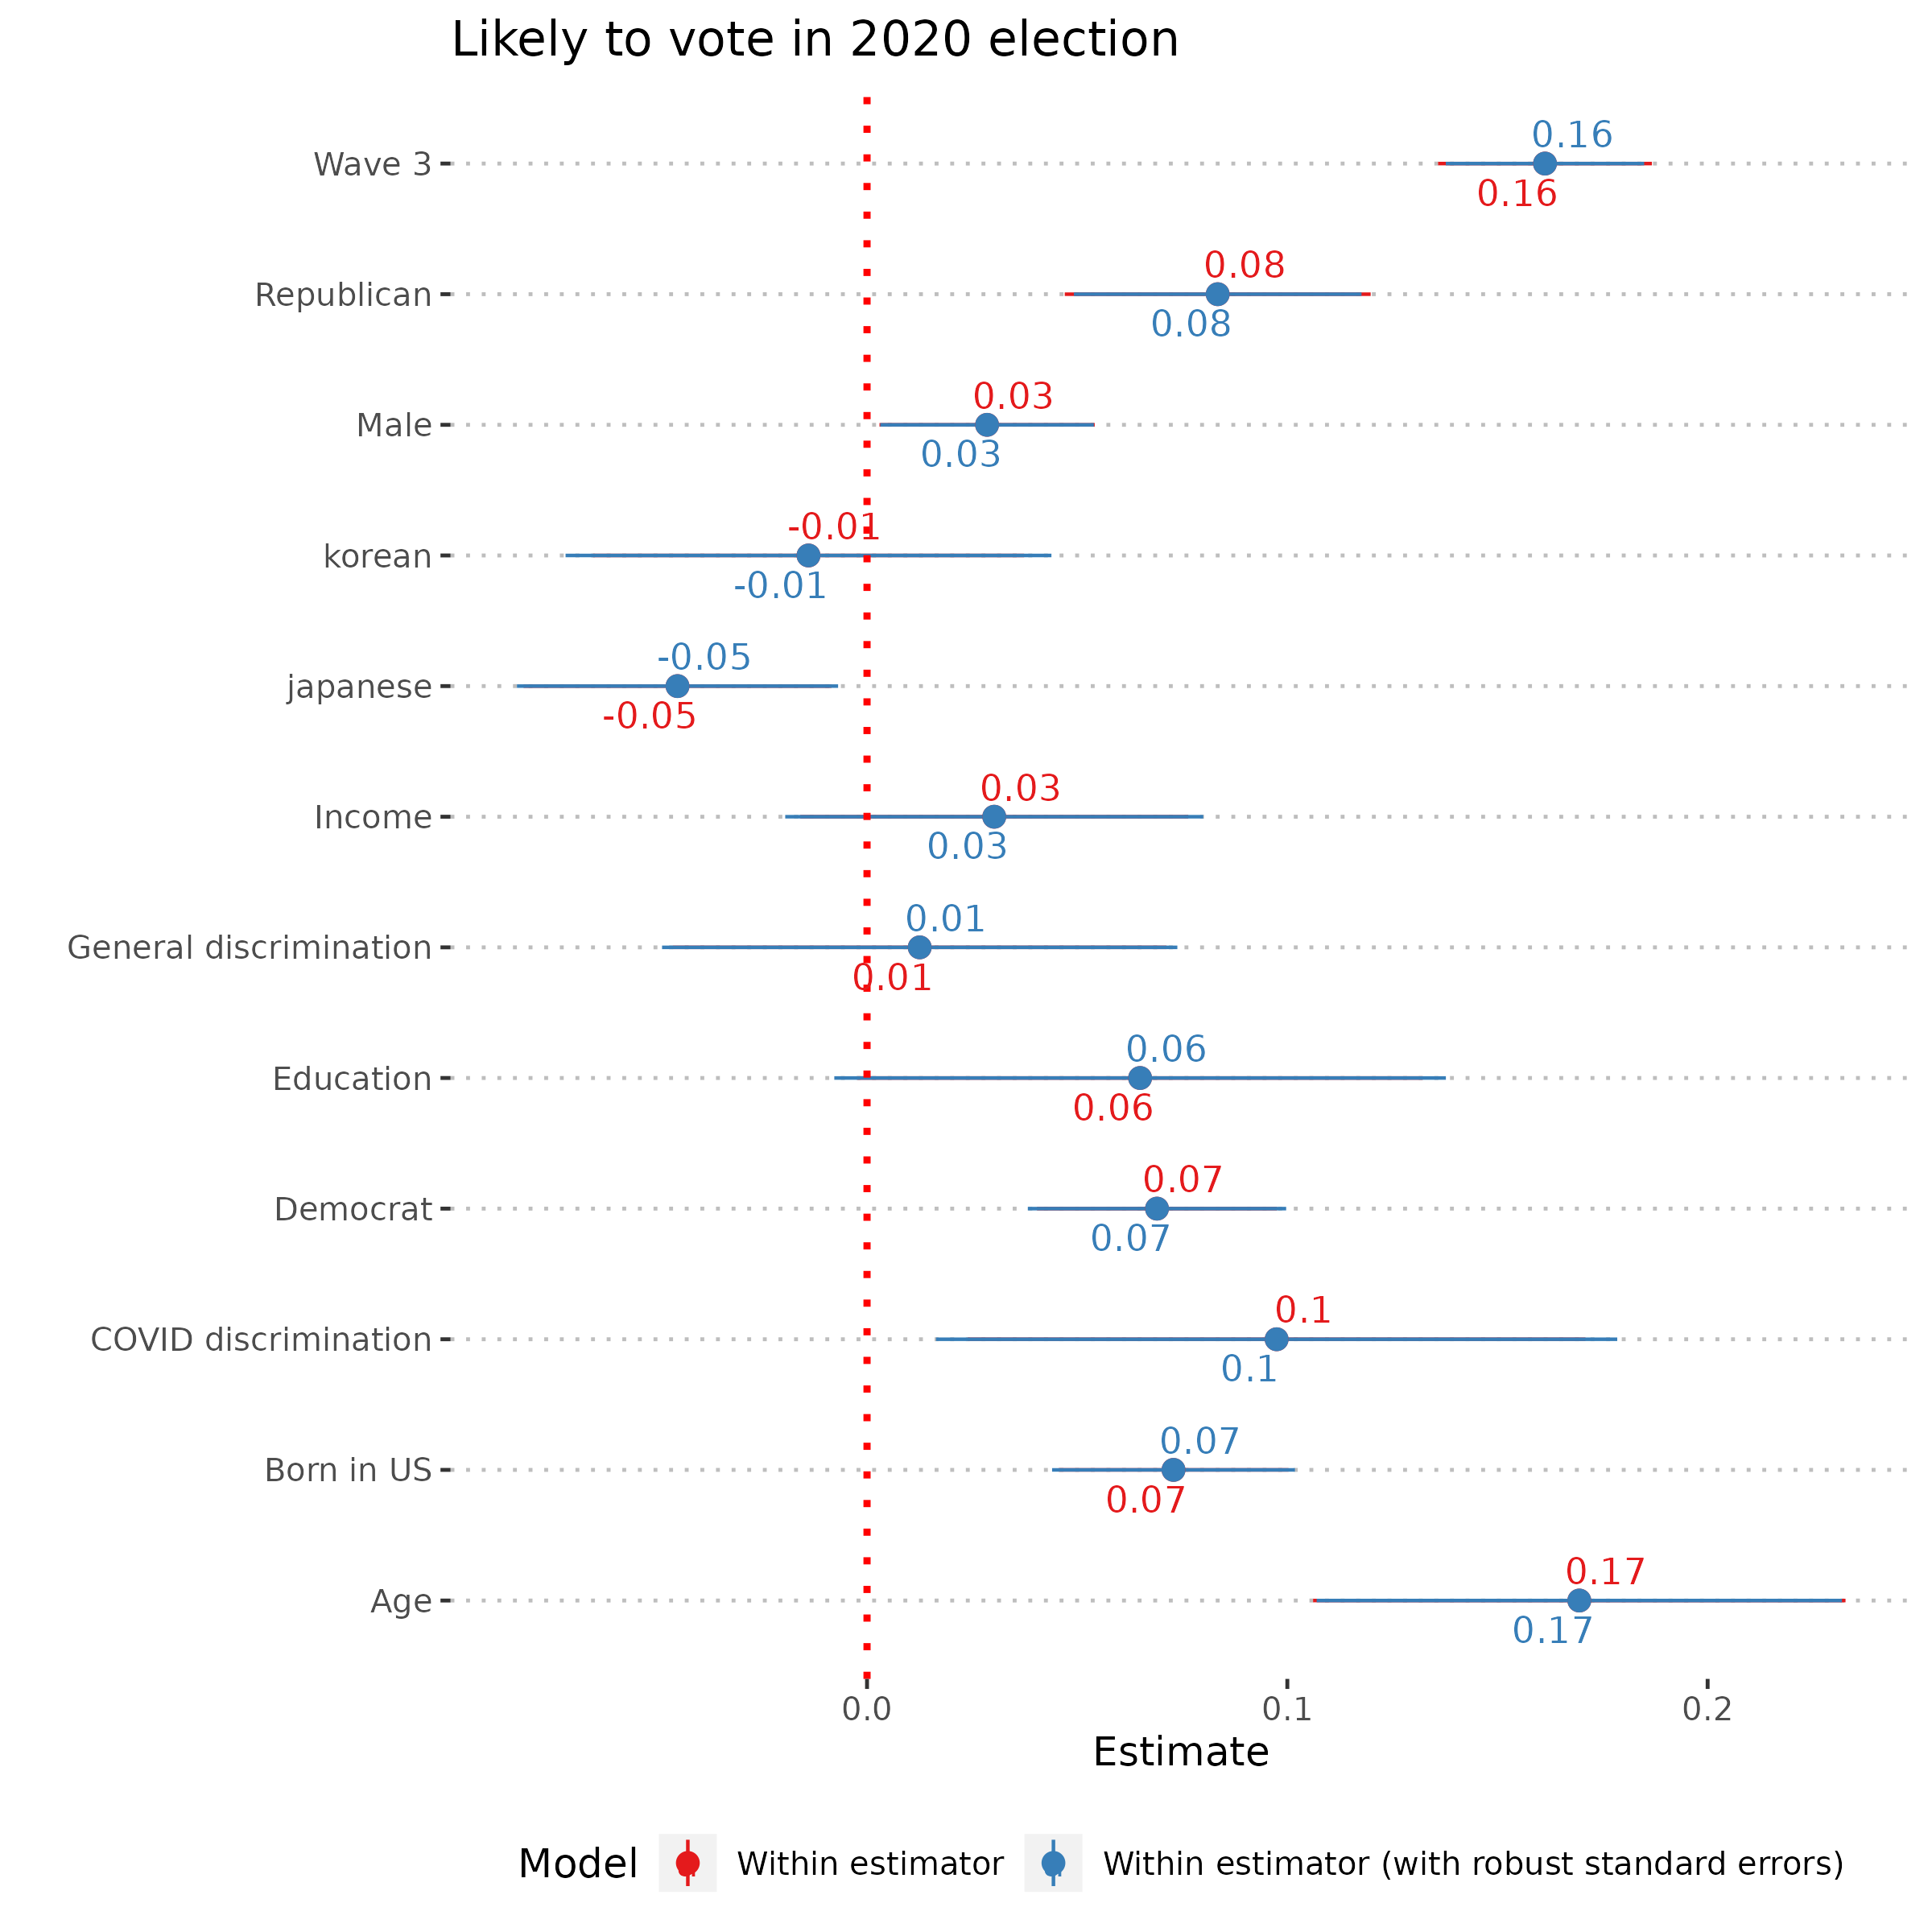 Likely to vote in 2020 election
0.16
Wave 3
0.16
0.08
Republican
0.08
0.03
Male
0.03
-0.01
korean
-0.01
-0.05
japanese
-0.05
0.03
Income
0.03
0.01
General discrimination
0.01
0.06
Education
0.06
0.07
Democrat
0.07
0.1
COVID discrimination
0.1
0.07
Born in US
0.07
0.17
Age
0.17
0.0 0.1 0.2
Estimate
Model Within estimator Within estimator (with robust standard errors)